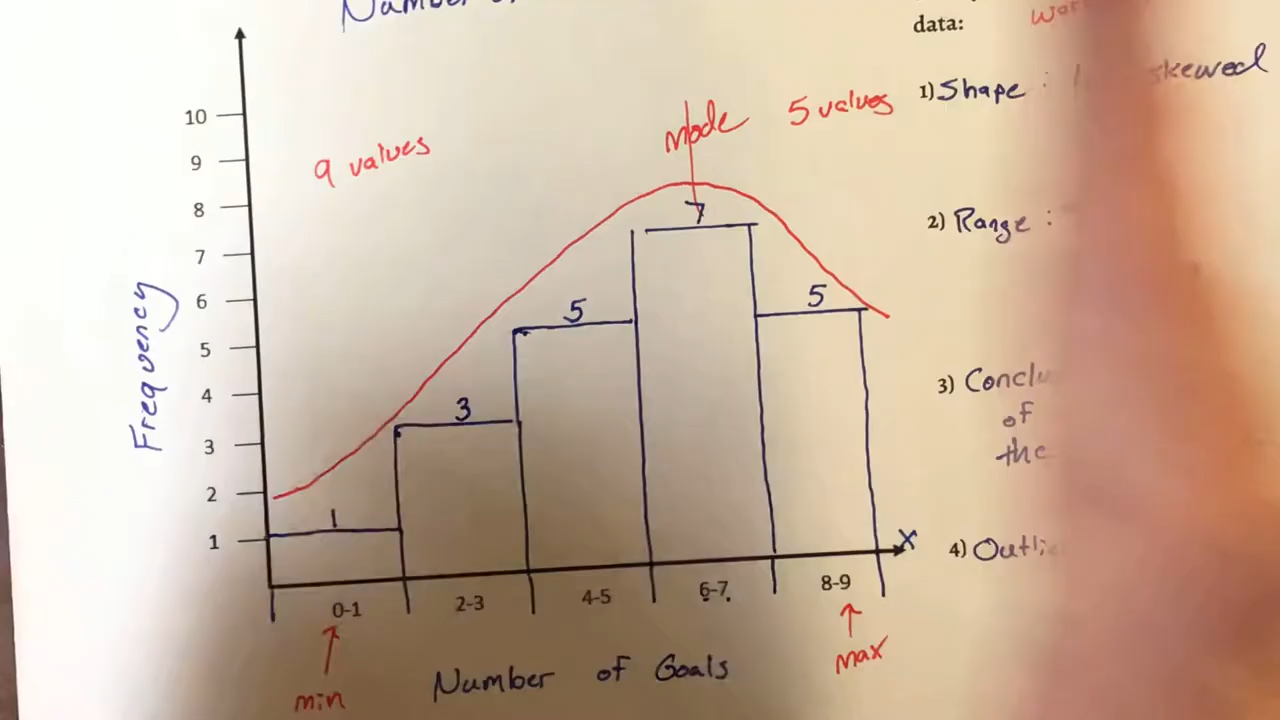 Number
data:
1) Shape : skewed
10
9
8
7
6
5
4
3
2
1
Frequency
9 values
mode
5 values
1
3
5
7
5
2) Range :
3)
of
the
4)
X
0-1
2-3
4-5
6-7
8-9
min
max
Number of Goals